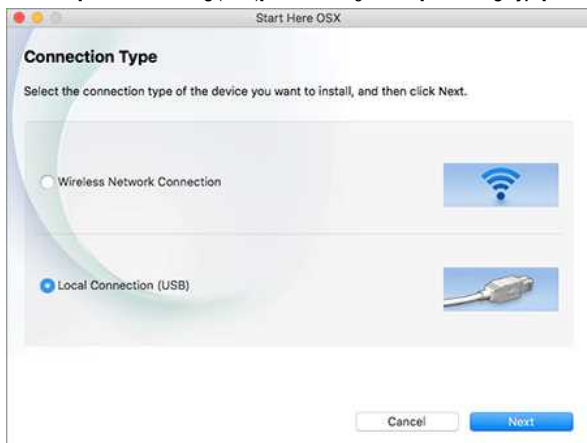 Start Here OSX
Connection Type
Select the connection type of the device you want to install, and then click Next.
Wireless Network Connection
Local Connection (USB)
Cancel
Next